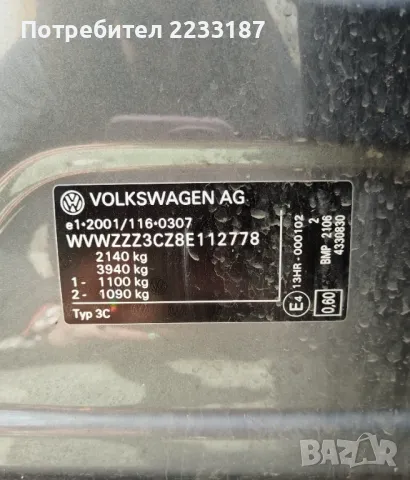 Потребител 2233187
VOLKSWAGEN AG
e1*2001/116*0307
WVWZZZ3CZ8E112778
2140 kg
3940 kg
1 - 1100 kg
2 - 1090 kg
Typ 3C
E4
13HR-000102
2
BMP 2106
4330830
0,60
BAZAR
bg